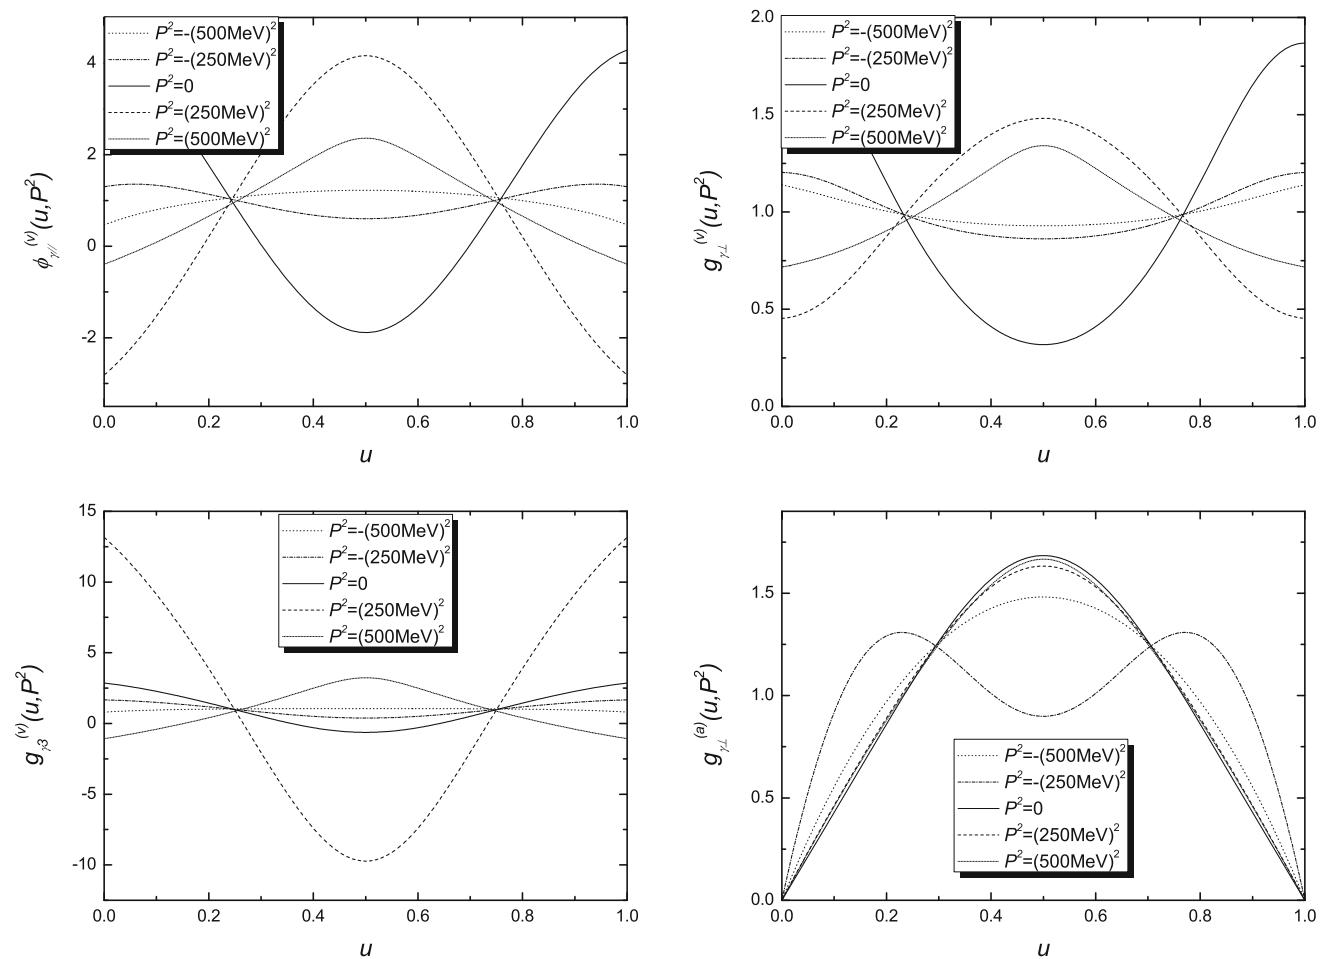 P²=-(500MeV)²
P²=-(250MeV)²
P²=0
P²=(250MeV)²
P²=(500MeV)²
4
2
0
-2
0.0 0.2 0.4 0.6 0.8 1.0
u
ϕγ//(v)(u,P²)
P²=-(500MeV)²
P²=-(250MeV)²
P²=0
P²=(250MeV)²
P²=(500MeV)²
2.0
1.5
1.0
0.5
0.0
0.0 0.2 0.4 0.6 0.8 1.0
u
gγ⊥(v)(u,P²)
P²=-(500MeV)²
P²=-(250MeV)²
P²=0
P²=(250MeV)²
P²=(500MeV)²
15
10
5
0
-5
-10
0.0 0.2 0.4 0.6 0.8 1.0
u
gγ3(v)(u,P²)
1.5
1.0
0.5
0.0
P²=-(500MeV)²
P²=-(250MeV)²
P²=0
P²=(250MeV)²
P²=(500MeV)²
0.0 0.2 0.4 0.6 0.8 1.0
u
gγ⊥(a)(u,P²)